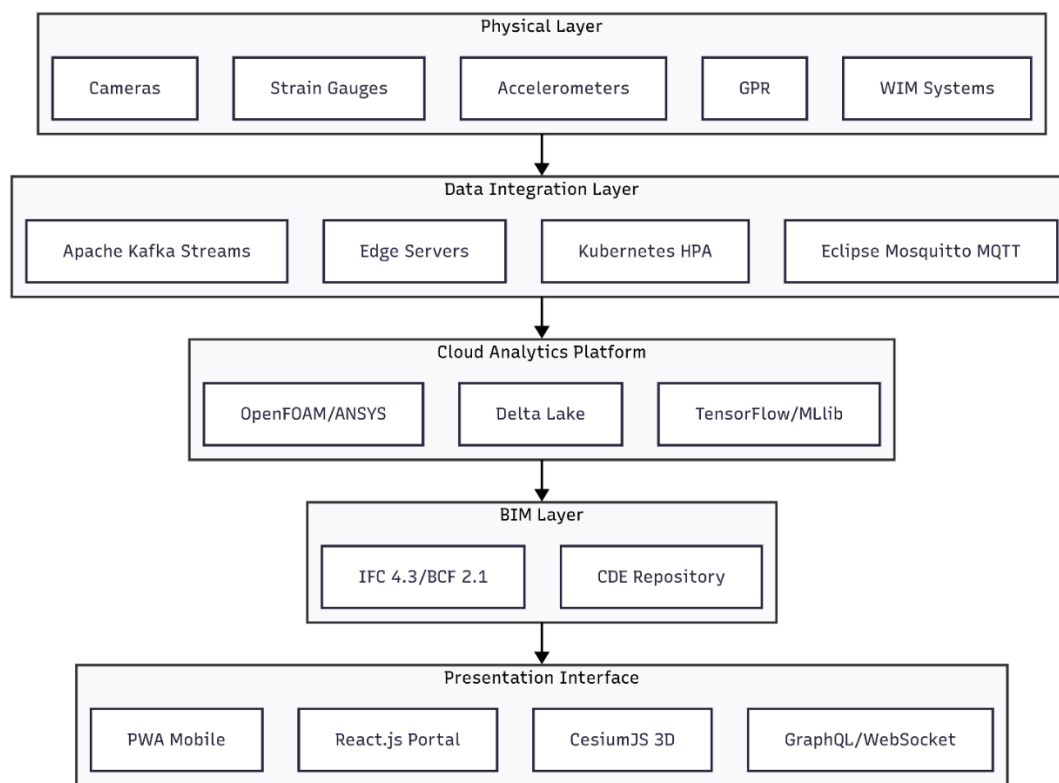 Physical Layer
Cameras
Strain Gauges
Accelerometers
GPR
WIM Systems
Data Integration Layer
Apache Kafka Streams
Edge Servers
Kubernetes HPA
Eclipse Mosquitto MQTT
Cloud Analytics Platform
OpenFOAM/ANSYS
Delta Lake
TensorFlow/MLlib
BIM Layer
IFC 4.3/BCF 2.1
CDE Repository
Presentation Interface
PWA Mobile
React.js Portal
CesiumJS 3D
GraphQL/WebSocket